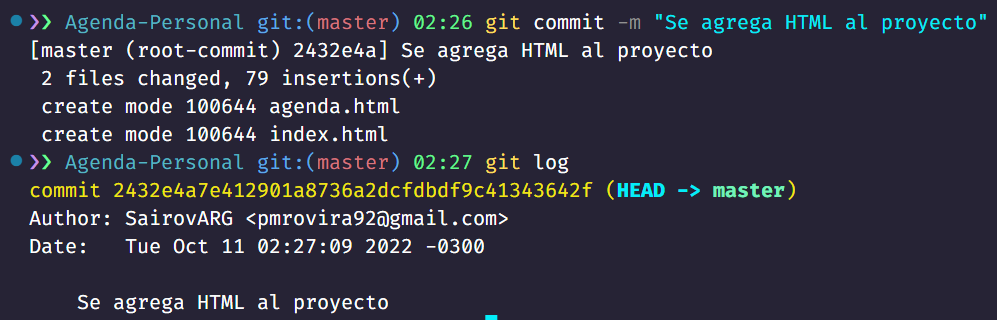 ❯❯ Agenda-Personal git:(master) 02:26 git commit -m "Se agrega HTML al proyecto"
[master (root-commit) 2432e4a] Se agrega HTML al proyecto
 2 files changed, 79 insertions(+)
 create mode 100644 agenda.html
 create mode 100644 index.html
❯❯ Agenda-Personal git:(master) 02:27 git log
commit 2432e4a7e412901a8736a2dcfdbdf9c41343642f (HEAD -> master)
Author: SairovARG <pmrovira92@gmail.com>
Date:   Tue Oct 11 02:27:09 2022 -0300
    Se agrega HTML al proyecto